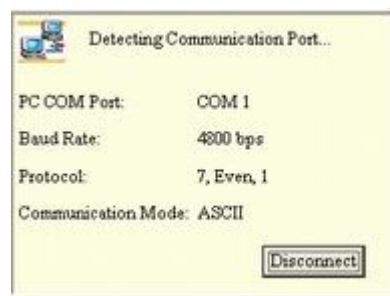 Detecting Communication Port...
PC COM Port: COM 1
Baud Rate: 4800 bps
Protocol: 7, Even, 1
Communication Mode: ASCII
Disconnect